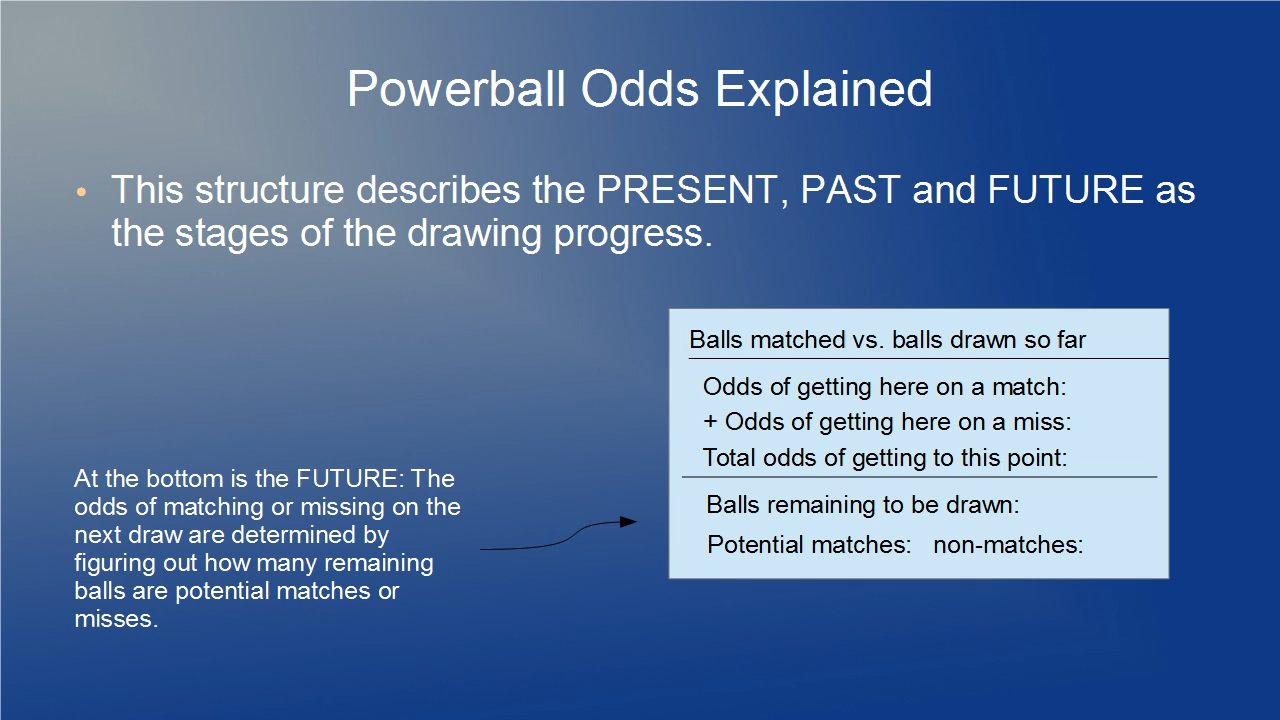 Powerball Odds Explained
• This structure describes the PRESENT, PAST and FUTURE as
the stages of the drawing progress.
Balls matched vs. balls drawn so far
Odds of getting here on a match:
+ Odds of getting here on a miss:
Total odds of getting to this point:
Balls remaining to be drawn:
Potential matches: non-matches:
At the bottom is the FUTURE: The
odds of matching or missing on the
next draw are determined by
figuring out how many remaining
balls are potential matches or
misses.